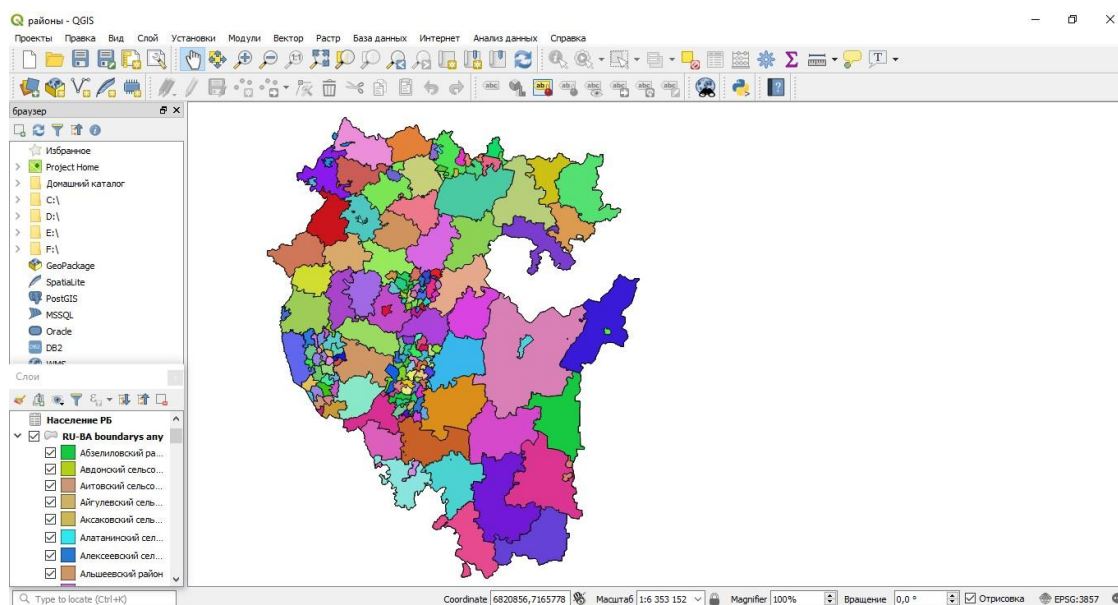 районы - QGIS
Проекты Правка Вид Слой Установки Модули Вектор Растр База данных Интернет Анализ данных Справка
браузер
Избранное
Project Home
Домашний каталог
C:\
D:\
E:\
F:\
GeoPackage
SpatiaLite
PostGIS
MSSQL
Oracle
DB2
WMS
Слои
Население РБ
RU-BA boundarys any
Абзелиловский ра...
Авдонский сельсо...
Аитовский сельсо...
Айгулевский сель...
Аксаковский сель...
Алатанинский сел...
Алексеевский сел...
Альшеевский район
Type to locate (Ctrl+K) Coordinate 6820856,7165778 Масштаб 1:6 353 152 Magnifier 100% Вращение 0,0 ° Отрисовка EPSG:3857